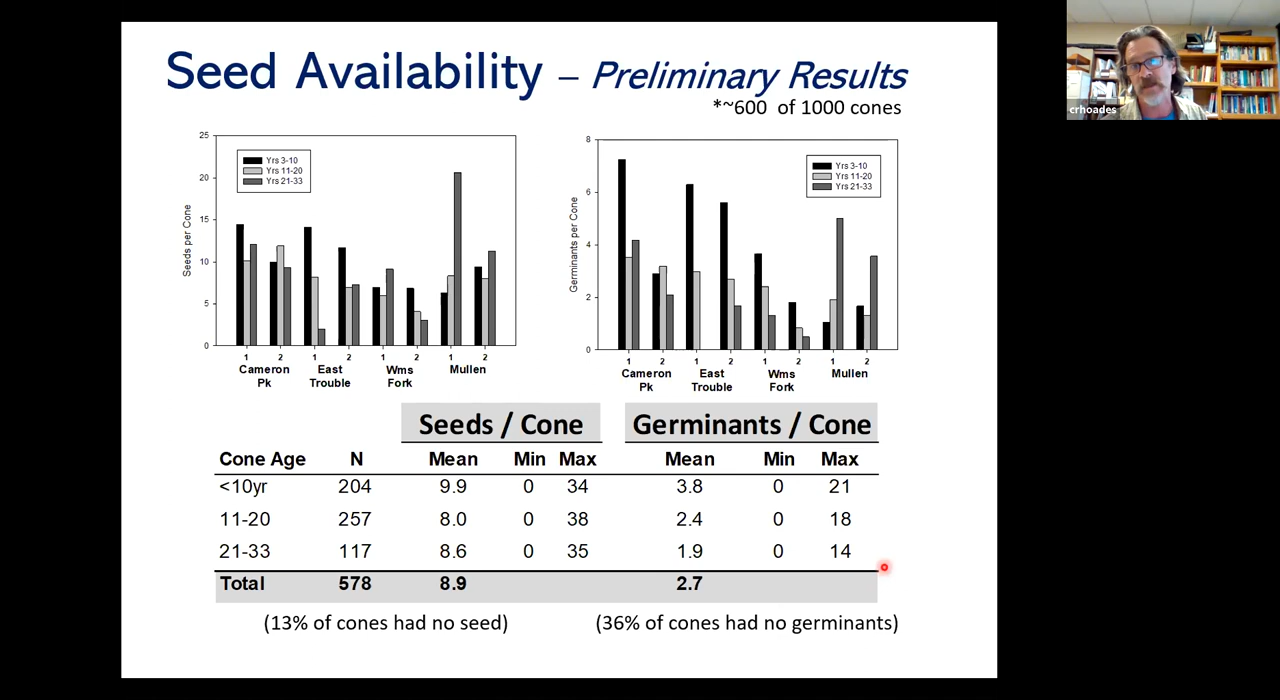 Seed Availability – Preliminary Results
*~600 of 1000 cones
crhoades
25
20
15
10
5
0
Seeds per Cone
Yrs 3-10
Yrs 11-20
Yrs 21-33
1 2 1 2 1 2 1 2
Cameron Pk
East Trouble
Wms Fork
Mullen
8
6
4
2
0
Germinants per Cone
Yrs 3-10
Yrs 11-20
Yrs 21-33
1 2 1 2 1 2 1 2
Cameron Pk
East Trouble
Wms Fork
Mullen
Seeds / Cone Germinants / Cone
Cone Age N Mean Min Max Mean Min Max
<10yr 204 9.9 0 34 3.8 0 21
11-20 257 8.0 0 38 2.4 0 18
21-33 117 8.6 0 35 1.9 0 14
Total 578 8.9 2.7
(13% of cones had no seed) (36% of cones had no germinants)